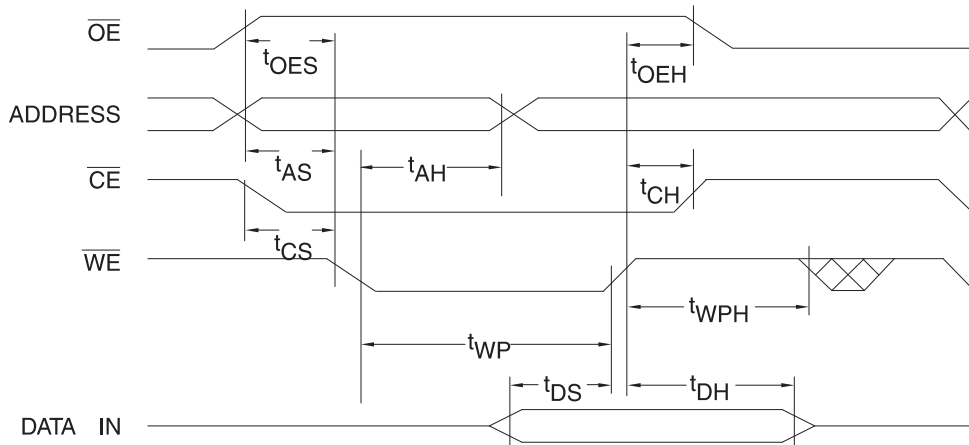 OE
tOES
tOEH
ADDRESS
tAS
tAH
CE
tCH
tCS
WE
tWPH
tWP
tDS
tDH
DATA IN